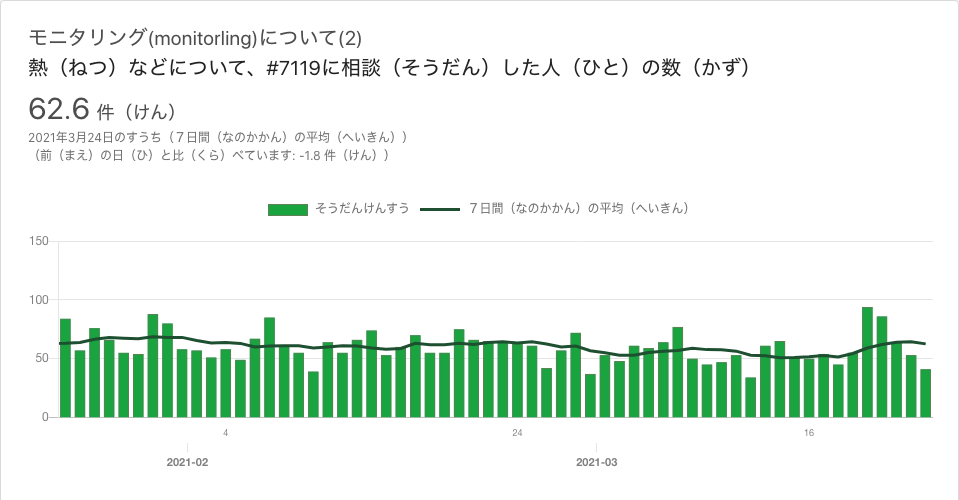 モニタリング(monitorling)について(2)
熱（ねつ）などについて、#7119に相談（そうだん）した人（ひと）の数（かず）
62.6 件（けん）
2021年3月24日のすうち（７日間（なのかかん）の平均（へいきん））
（前（まえ）の日（ひ）と比（くら）べています: -1.8 件（けん））
そうだんけんすう ７日間（なのかかん）の平均（へいきん）
150
100
50
0
4 24 16
2021-02 2021-03